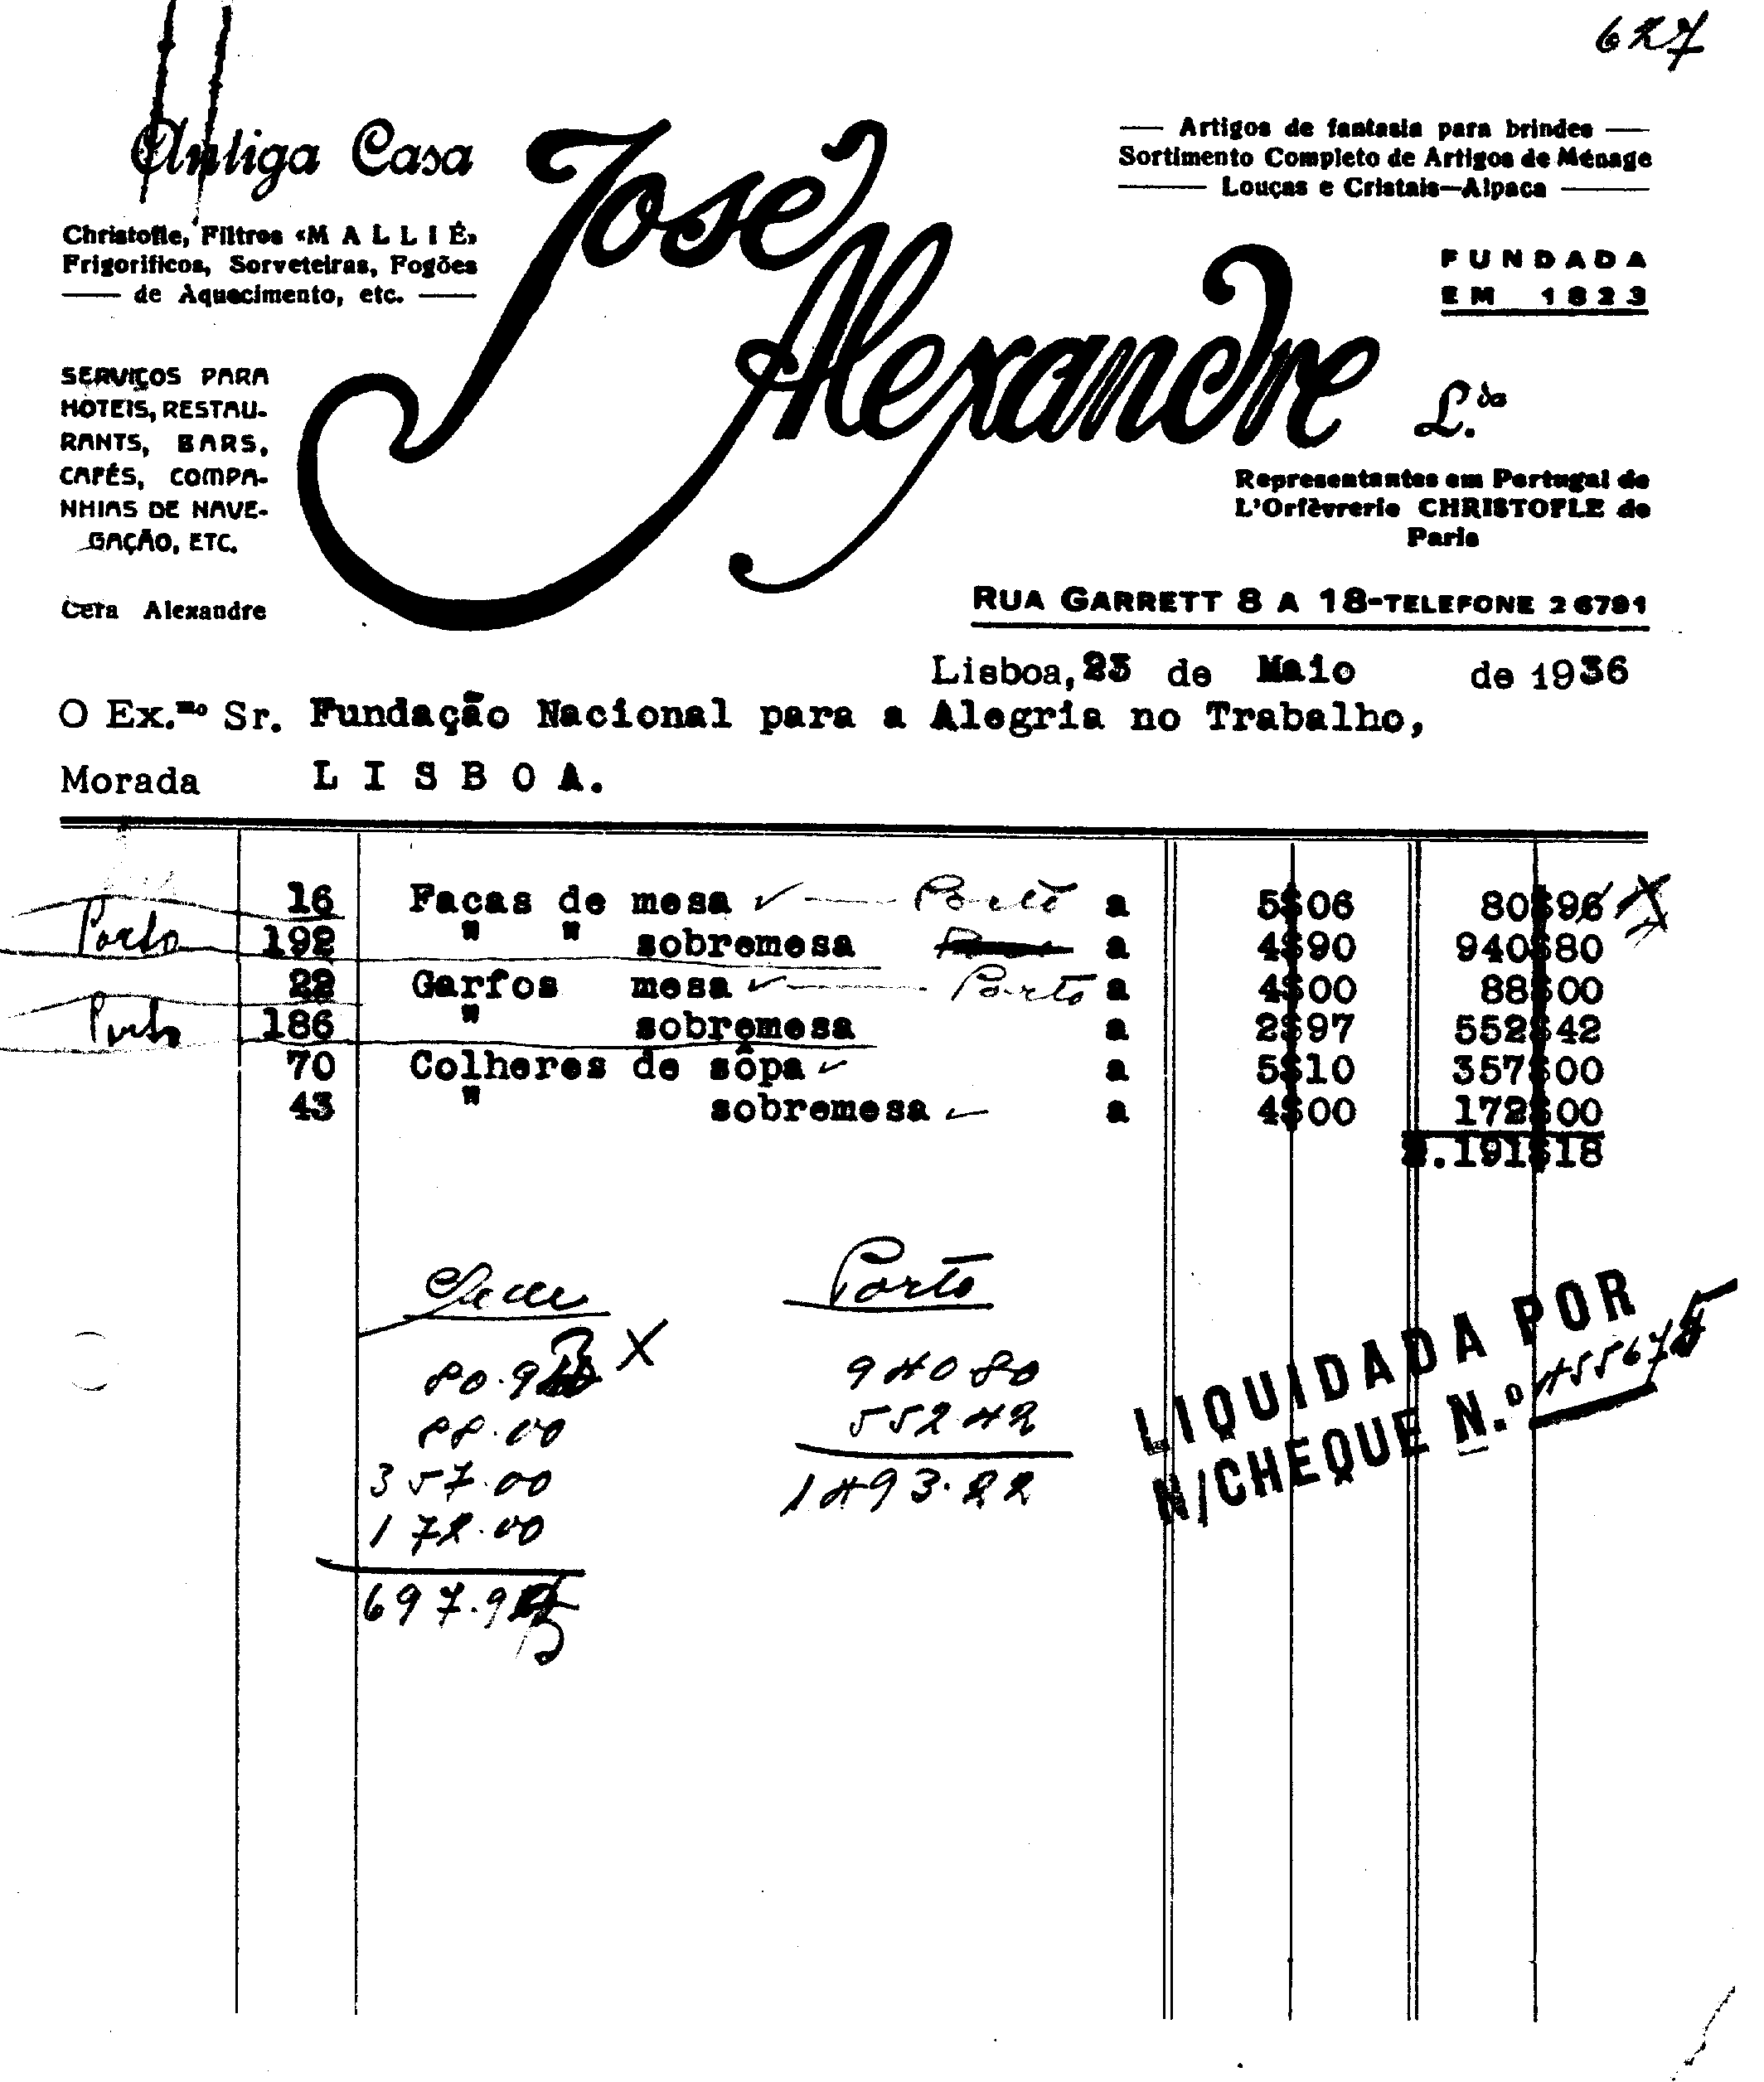 627
Antiga Casa
José
Alexandre
L.da
Artigos de fantasia para brindes
Sortimento Completo de Artigos de Ménage
Louças e Cristais—Alpaca
Christofle, Filtros «MALLIÉ»
Frigorificos, Sorveteiras, Fogões
de Aquecimento, etc.
FUNDADA
EM 1823
SERVIÇOS PARA
HOTEIS, RESTAU-
RANTS, BARS,
CAFÉS, COMPA-
NHIAS DE NAVE-
GAÇÃO, ETC.
Cera Alexandre
Representantes em Portugal de
L'Orfèvrerie CHRISTOFLE de
Paris
RUA GARRETT 8 A 18-TELEFONE 26791
Lisboa, 23 de Maio de 1936
O Ex.mo Sr. Fundação Nacional para a Alegria no Trabalho,
Morada LISBOA.
16 Facas de mesa ✓ Porto a 5$06 80$96 X
Porto 192 " " sobremesa a 4$90 940$80
22 Garfos mesa ✓ Porto a 4$00 88$00
Porto 186 " sobremesa a 2$97 552$42
70 Colheres de sôpa ✓ a 5$10 357$00
43 " sobremesa ✓ a 4$00 172$00
2.191$18
Porto
X
88.00
357.00
172.00
940 80
552.42
1493.22
LIQUIDADA POR
N/CHEQUE N.º